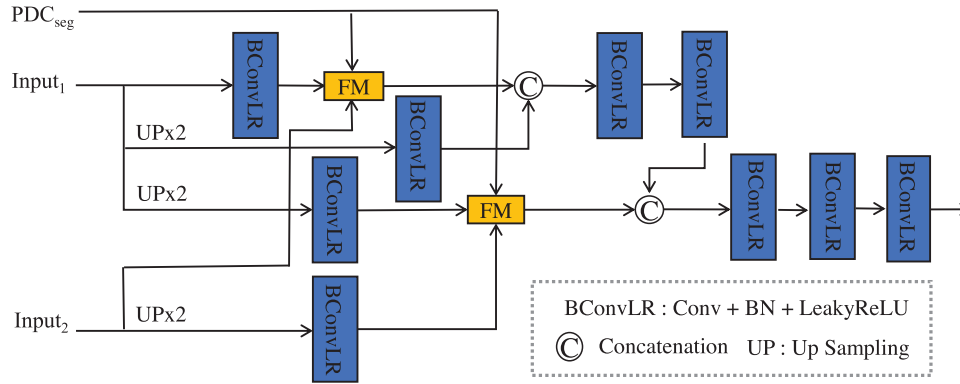 PDCseg
Input1
BConvLR
FM
C
BConvLR
BConvLR
UPx2
BConvLR
UPx2
BConvLR
FM
C
BConvLR
BConvLR
BConvLR
Input2
UPx2
BConvLR
BConvLR : Conv + BN + LeakyReLU
C Concatenation UP : Up Sampling